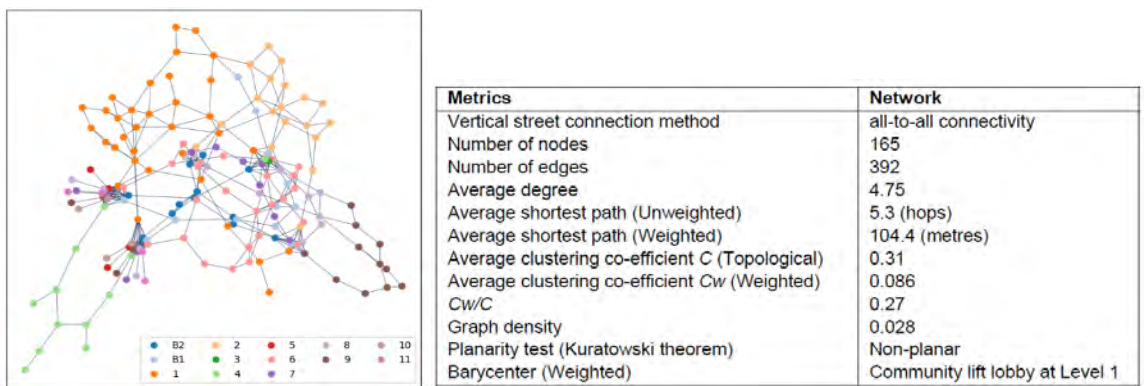 B2 2 5 8 10
B1 3 6 9 11
1 4 7
Metrics Network
Vertical street connection method all-to-all connectivity
Number of nodes 165
Number of edges 392
Average degree 4.75
Average shortest path (Unweighted) 5.3 (hops)
Average shortest path (Weighted) 104.4 (metres)
Average clustering co-efficient C (Topological) 0.31
Average clustering co-efficient Cw (Weighted) 0.086
Cw/C 0.27
Graph density 0.028
Planarity test (Kuratowski theorem) Non-planar
Barycenter (Weighted) Community lift lobby at Level 1